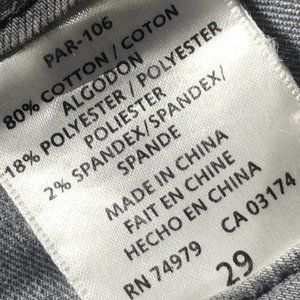 PAR-106
80% COTTON / COTON
ALGODON
18% POLYESTER / POLYESTER
POLIESTER
2% SPANDEX/SPANDEX/
SPANDE
MADE IN CHINA
FAIT EN CHINE
HECHO EN CHINA
RN 74979 CA 03174
29